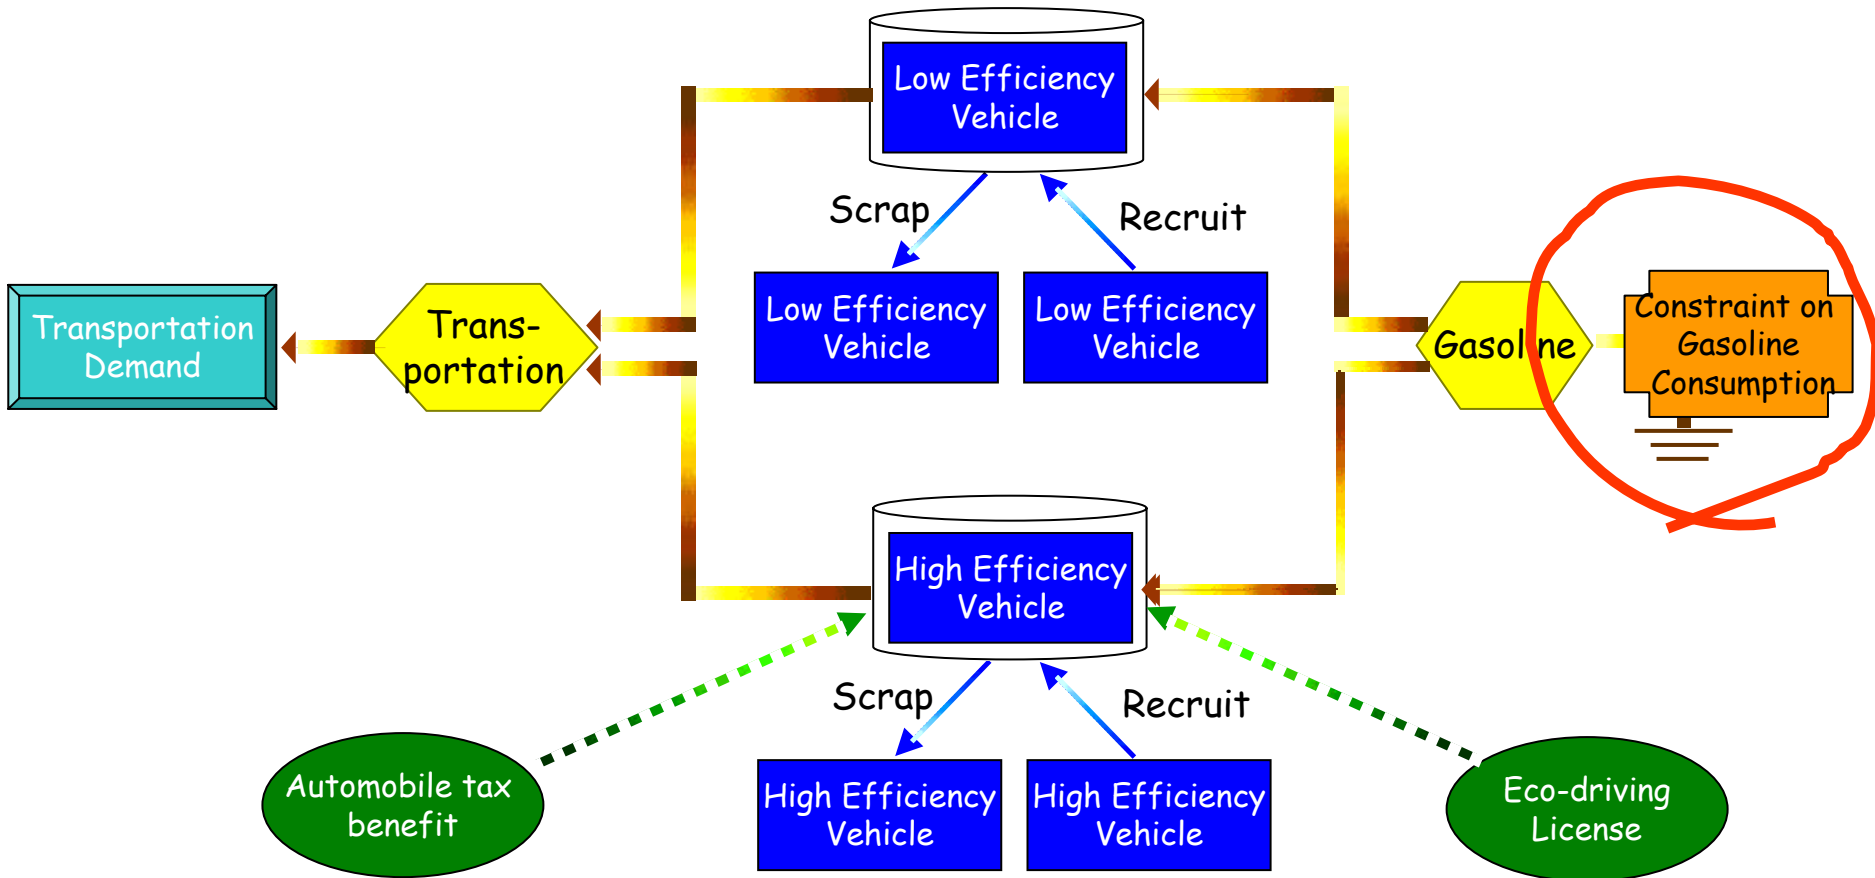 Low Efficiency
Vehicle
Scrap
Recruit
Low Efficiency
Vehicle
Low Efficiency
Vehicle
Transportation
Demand
Trans-
portation
Gasoline
Constraint on
Gasoline
Consumption
High Efficiency
Vehicle
Scrap
Recruit
Automobile tax
benefit
High Efficiency
Vehicle
High Efficiency
Vehicle
Eco-driving
License